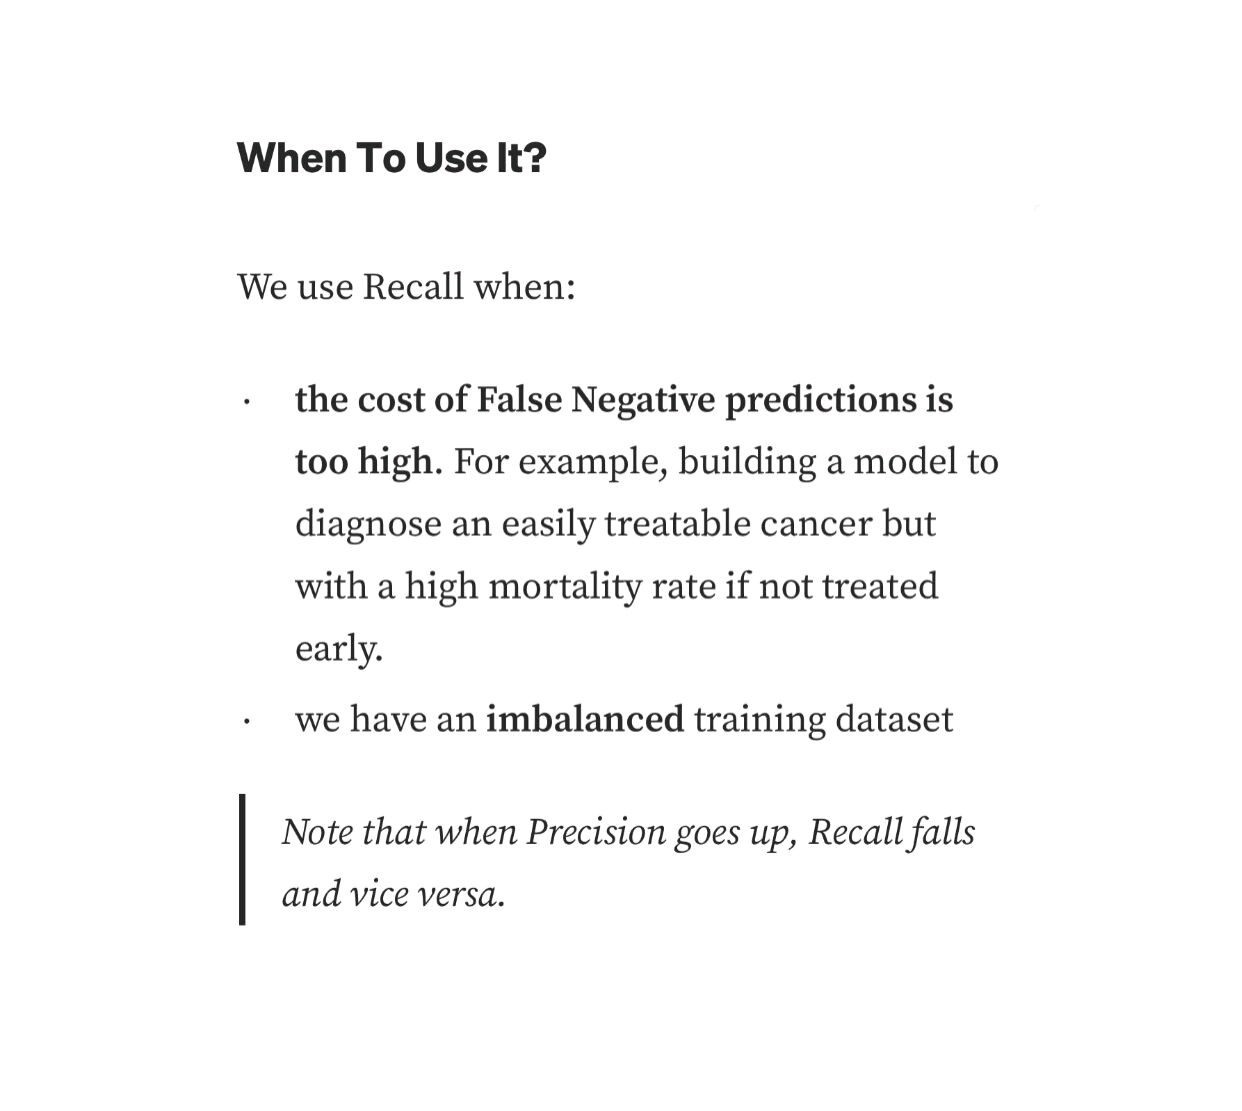 When To Use It?
We use Recall when:
· the cost of False Negative predictions is
too high. For example, building a model to
diagnose an easily treatable cancer but
with a high mortality rate if not treated
early.
· we have an imbalanced training dataset
Note that when Precision goes up, Recall falls
and vice versa.